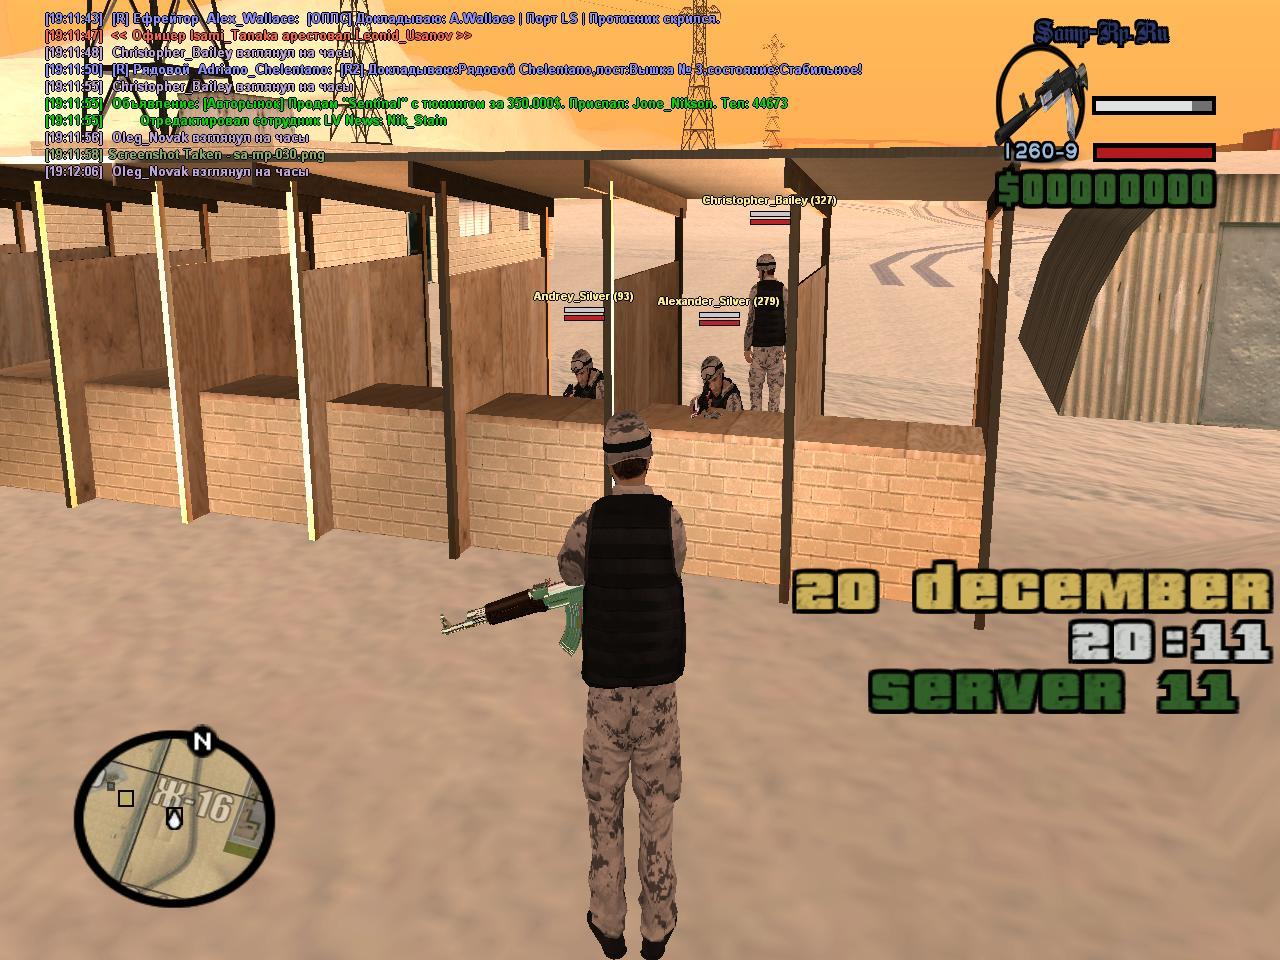 [19:11:43] [R] Ефрейтор Alex_Wallace: [ОППС] Докладываю: A.Wallace | Порт LS | Противник скрился.
[19:11:47] << Офицер Isami_Tanaka арестовал Leonid_Usanov >>
[19:11:48] Christopher_Bailey взглянул на часы
[19:11:50] [R] Рядовой Adriano_Chelentano: [RZ] Докладываю:Рядовой Chelentano,пост:Вышка № 3,состояние:Стабильное!
[19:11:55] Christopher_Bailey взглянул на часы
[19:11:55] Объявление: [Авторынок] Продам "Sentinal" с тюнингом за 350.000$. Прислал: Jone_Nikson. Тел: 44673
[19:11:55] Отредактировал сотрудник LV News: Nik_Stain
[19:11:56] Oleg_Novak взглянул на часы
[19:11:58] Screenshot Taken - sa-mp-030.png
[19:12:06] Oleg_Novak взглянул на часы
Samp-Rp.Ru
1260-9
$00000000
Christopher_Bailey (327)
Andrey_Silver (93)
Alexander_Silver (279)
20 december
20:11
server 11
N
Ж-16